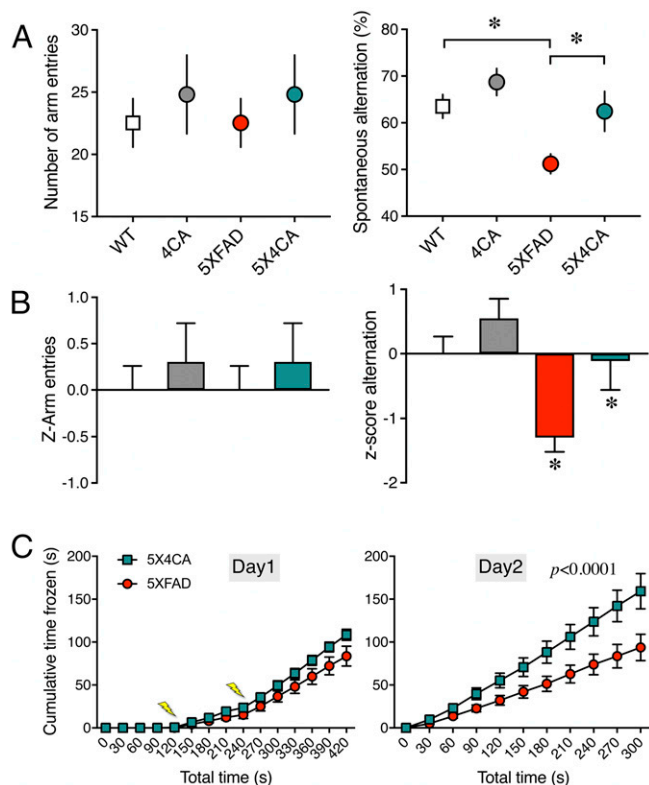 A
Number of arm entries
30
25
20
15
WT
4CA
5XFAD
5X4CA
Spontaneous alternation (%)
80
70
60
50
40
*
*
WT
4CA
5XFAD
5X4CA
B
Z-Arm entries
1.0
0.5
0.0
-0.5
-1.0
z-score alternation
1
0
-1
-2
*
*
C
Cumulative time frozen (s)
200
150
100
50
0
5X4CA
5XFAD
Day1
0 30 60 90 120 150 180 210 240 270 300 330 360 390 420
Total time (s)
200
150
100
50
0
Day2
p<0.0001
0 30 60 90 120 150 180 210 240 270 300
Total time (s)